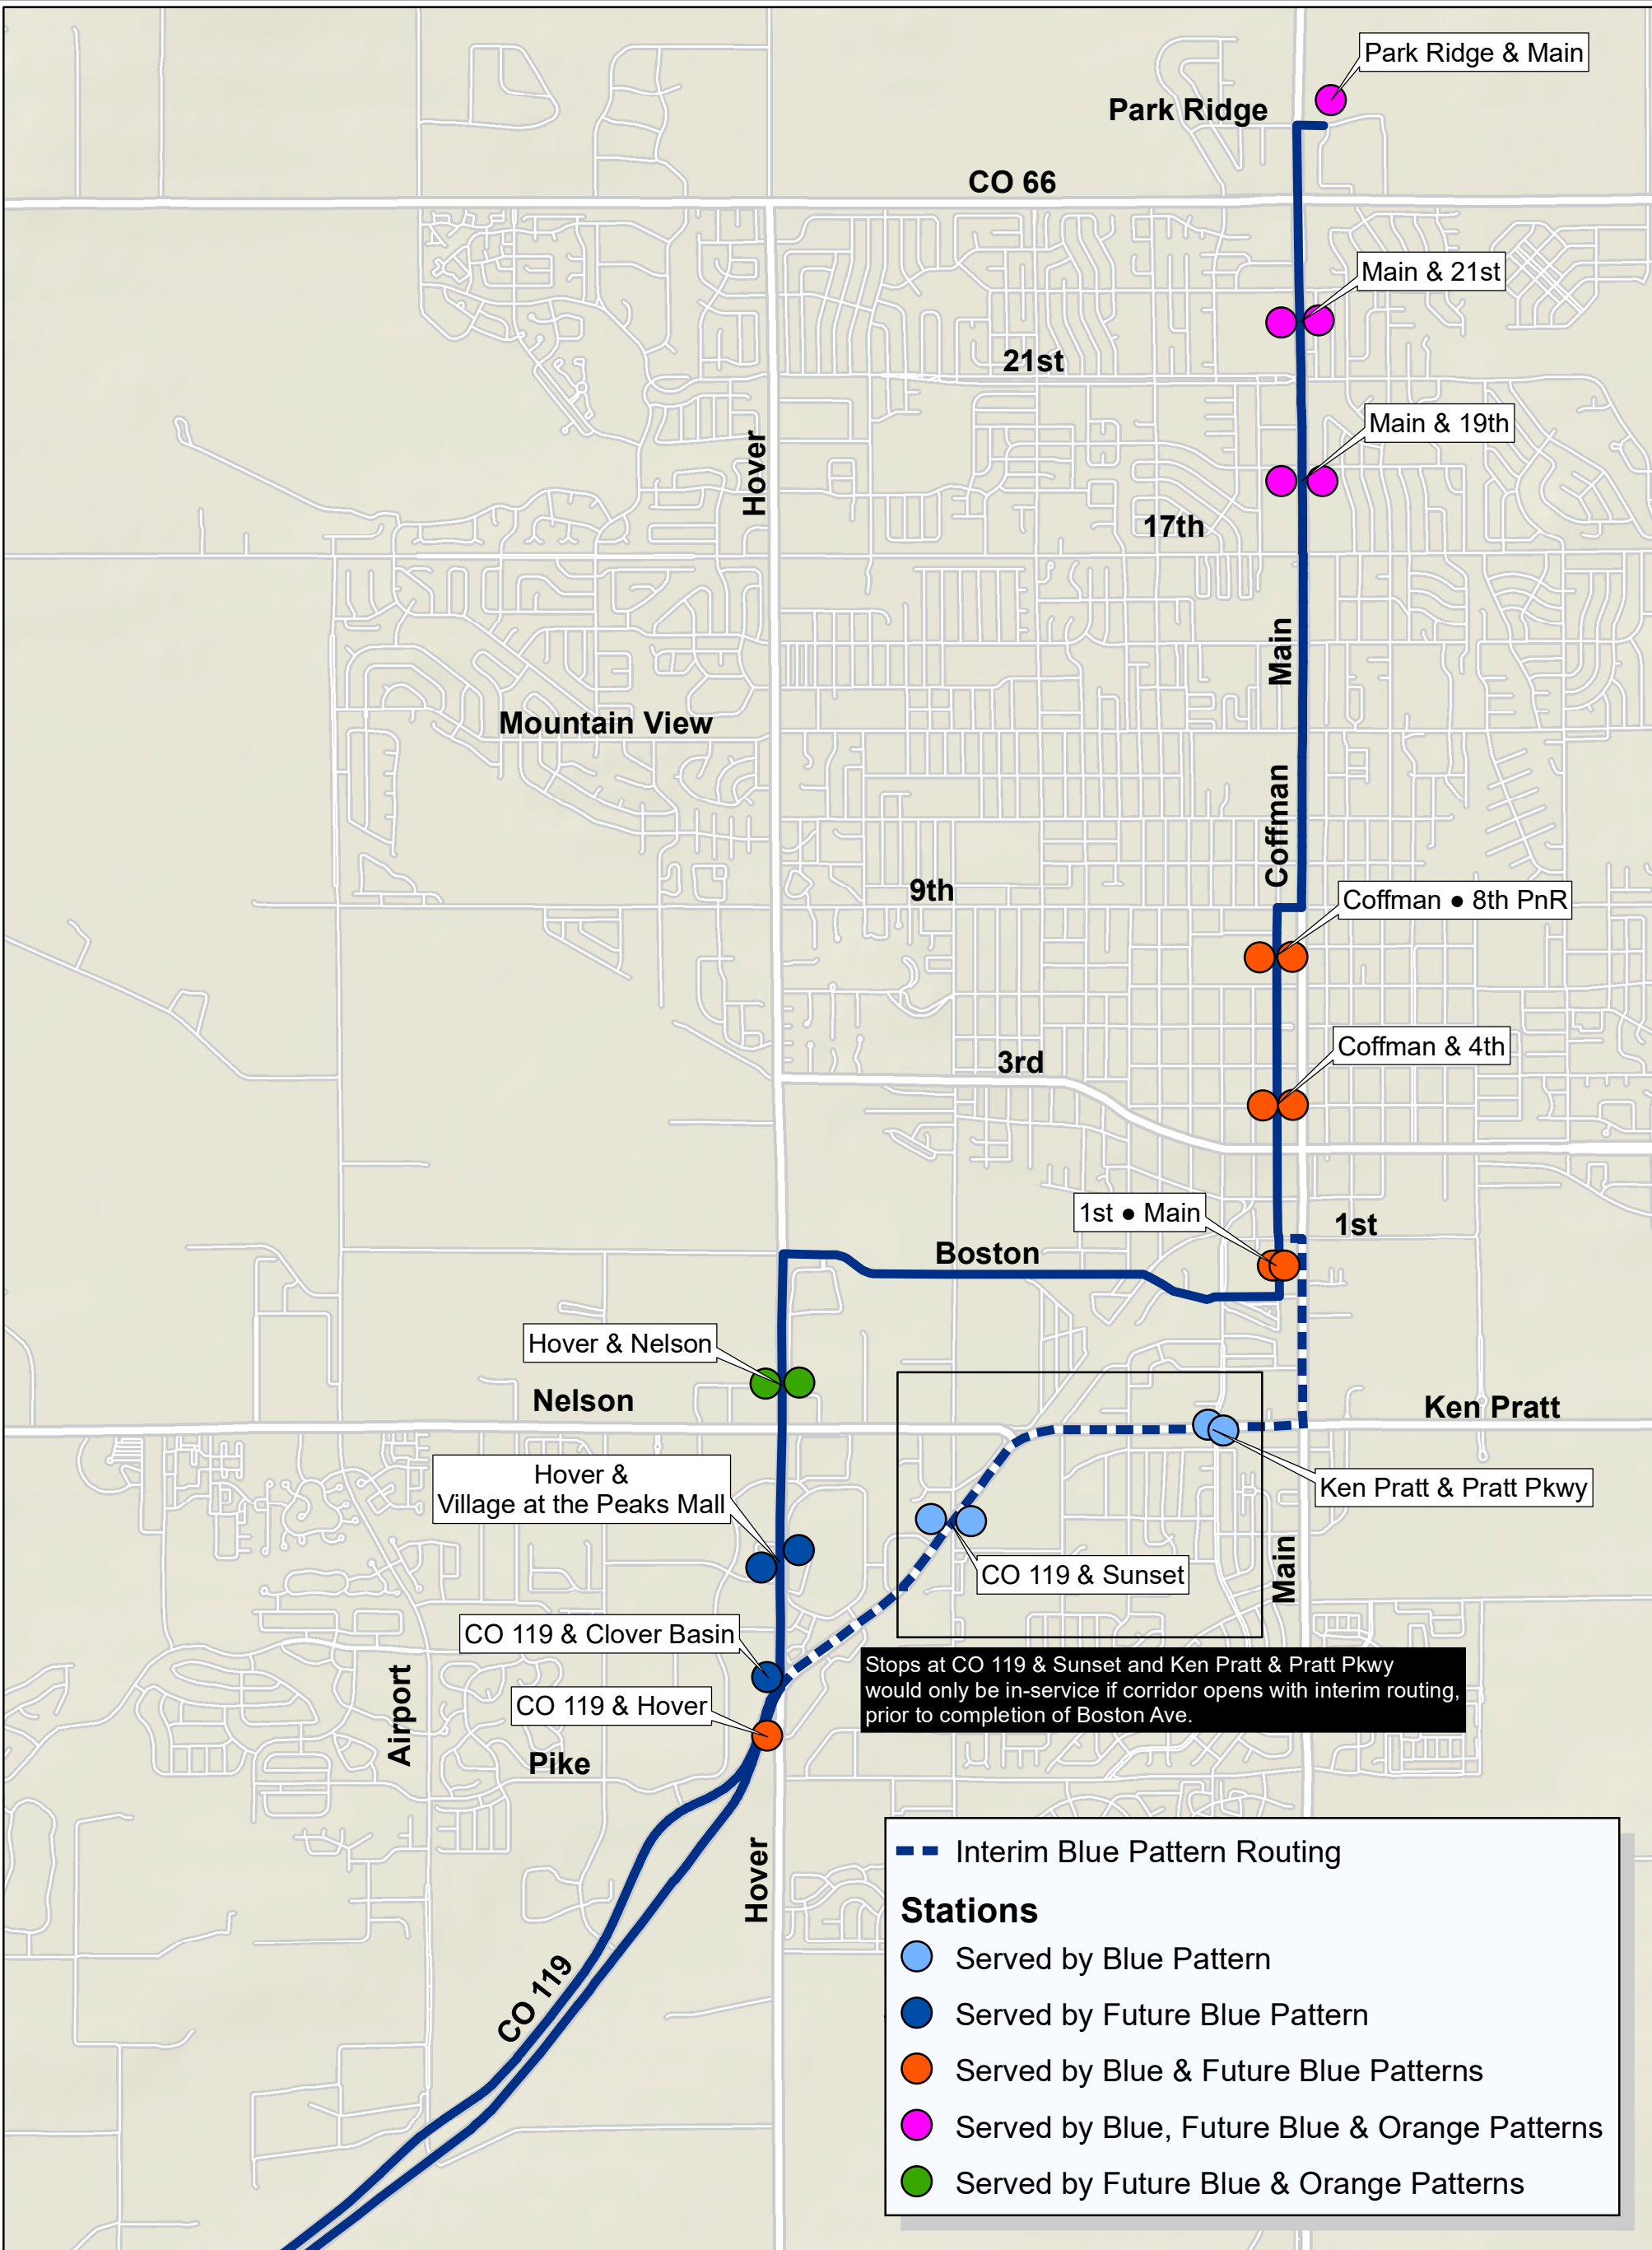 Park Ridge & Main
Park Ridge
CO 66
Main & 21st
21st
Main & 19th
Hover
17th
Main
Mountain View
Coffman
9th
Coffman ● 8th PnR
Coffman & 4th
3rd
1st ● Main
1st
Boston
Hover & Nelson
Nelson
Ken Pratt
Hover &
Village at the Peaks Mall
Ken Pratt & Pratt Pkwy
CO 119 & Sunset
Main
CO 119 & Clover Basin
Stops at CO 119 & Sunset and Ken Pratt & Pratt Pkwy
would only be in-service if corridor opens with interim routing,
prior to completion of Boston Ave.
CO 119 & Hover
Airport
Pike
Hover
CO 119
Interim Blue Pattern Routing
Stations
Served by Blue Pattern
Served by Future Blue Pattern
Served by Blue & Future Blue Patterns
Served by Blue, Future Blue & Orange Patterns
Served by Future Blue & Orange Patterns